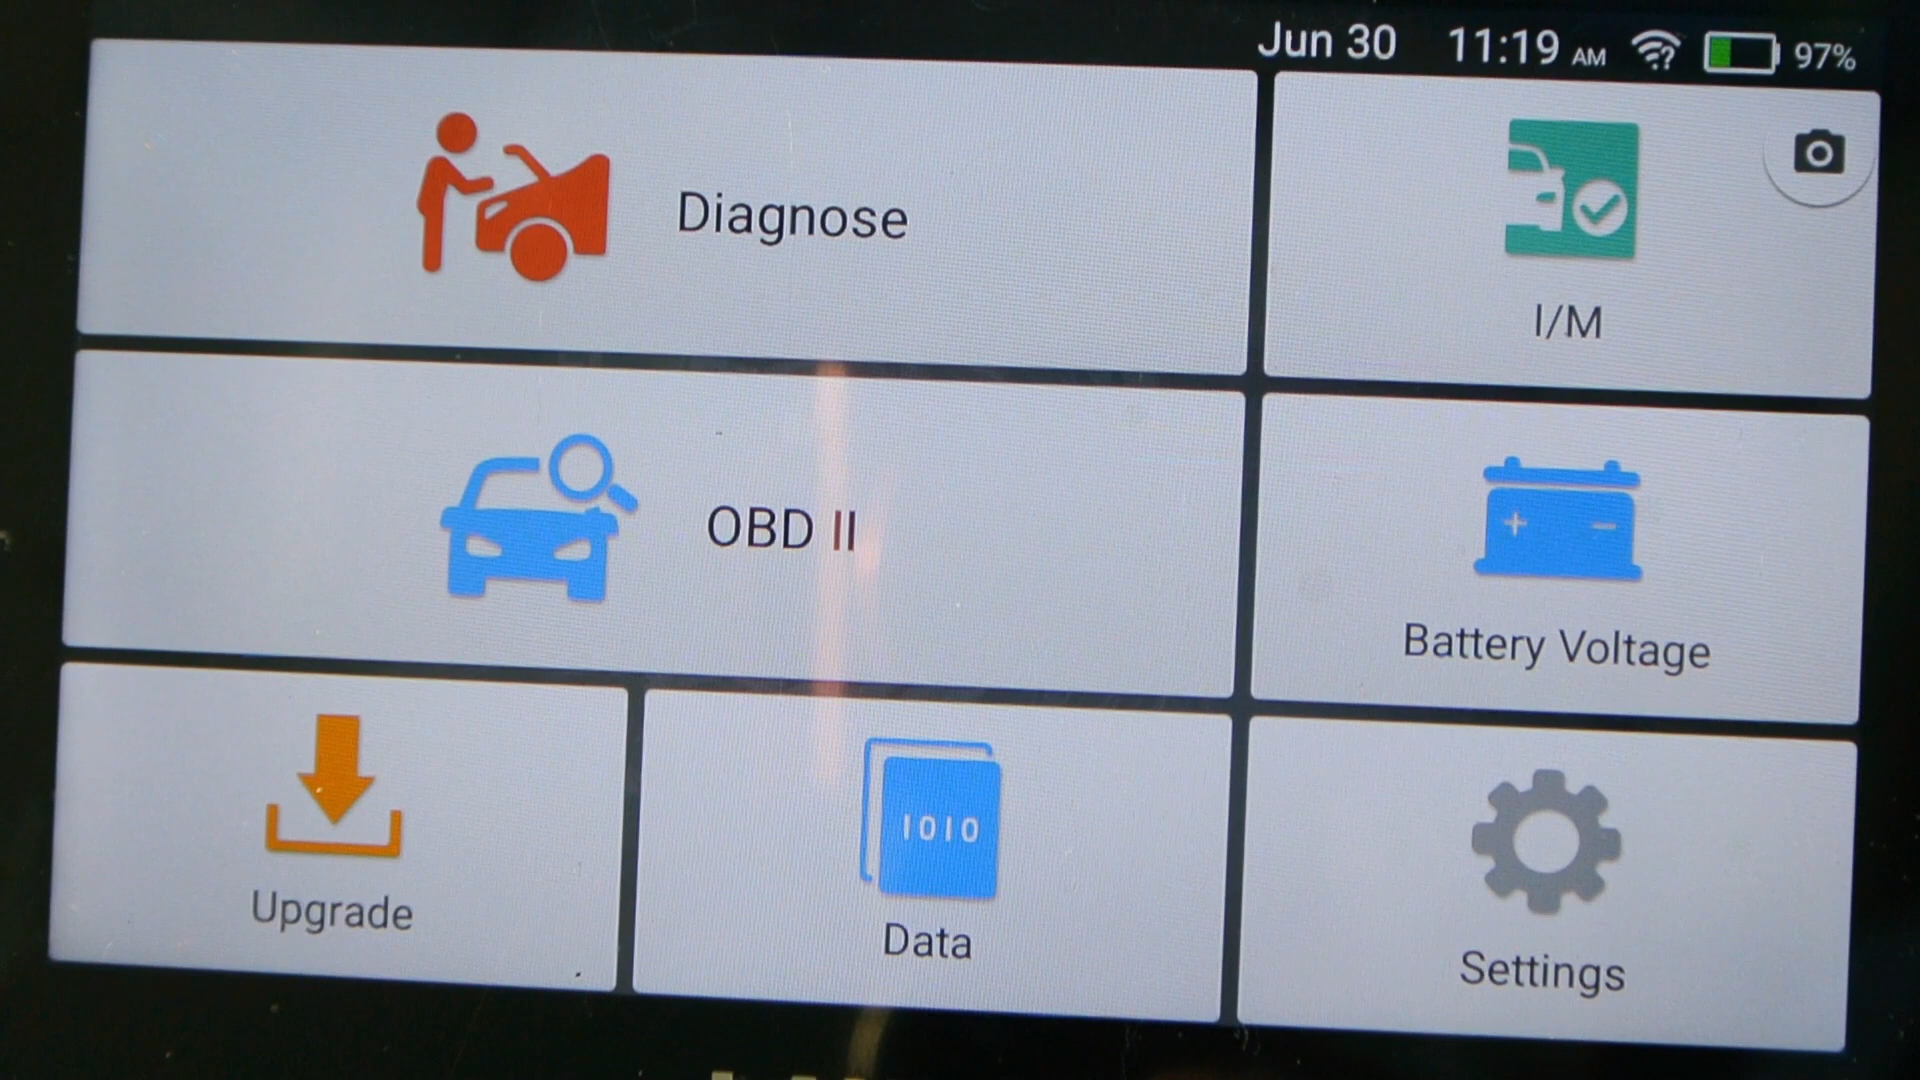 Jun 30 11:19 AM 97%
Diagnose
I/M
OBD II
+ -
Battery Voltage
Upgrade
1010
Data
Settings